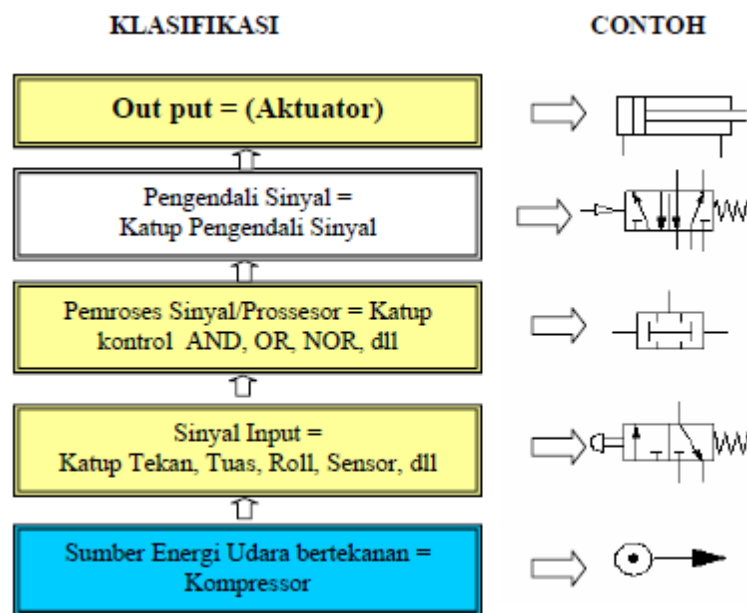 KLASIFIKASI
CONTOH
Out put = (Aktuator)
Pengendali Sinyal =
Katup Pengendali Sinyal
Pemroses Sinyal/Prossesor = Katup
kontrol AND, OR, NOR, dll
Sinyal Input =
Katup Tekan, Tuas, Roll, Sensor, dll
Sumber Energi Udara bertekanan =
Kompressor